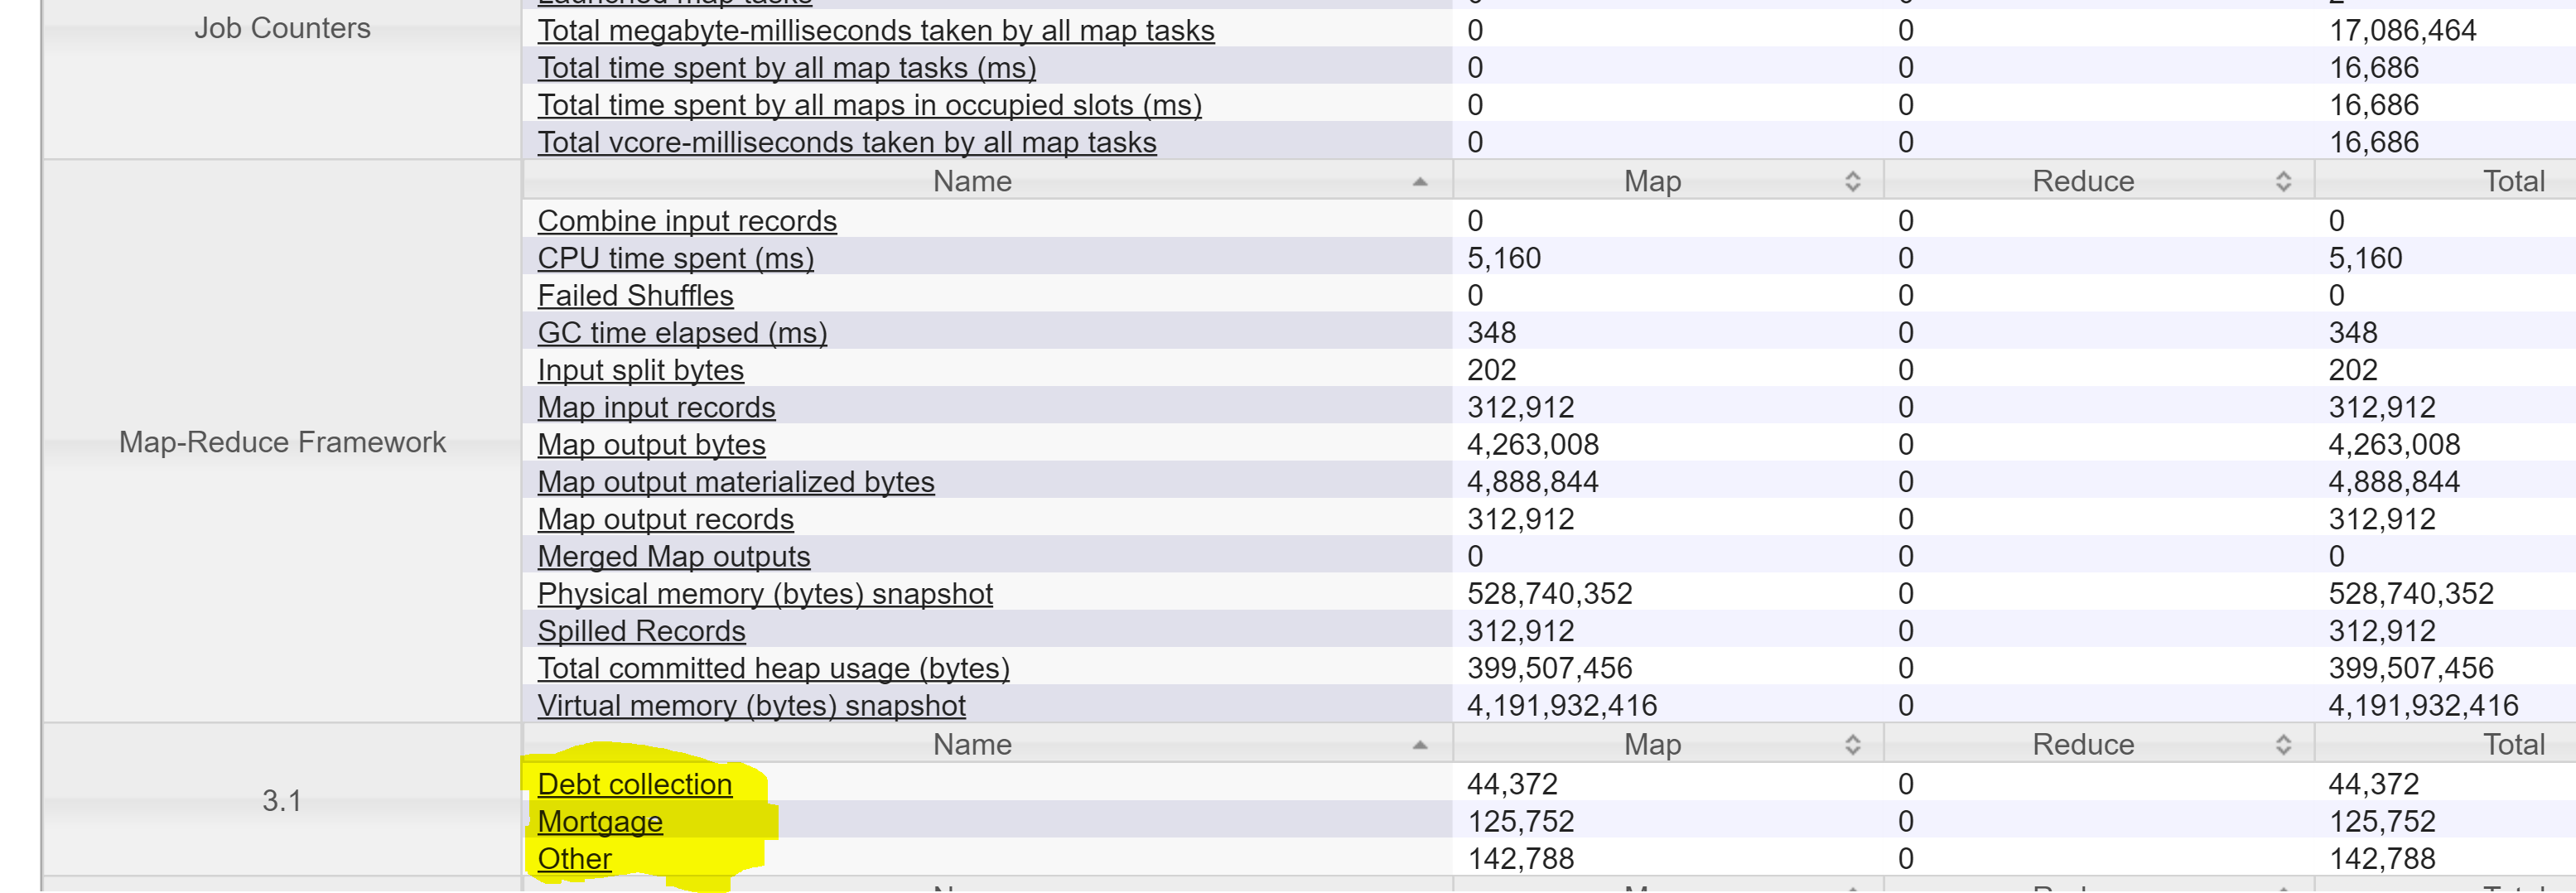 Job Counters
Launched map tasks
Total megabyte-milliseconds taken by all map tasks 0 0 17,086,464
Total time spent by all map tasks (ms) 0 0 16,686
Total time spent by all maps in occupied slots (ms) 0 0 16,686
Total vcore-milliseconds taken by all map tasks 0 0 16,686
Map-Reduce Framework
Name Map Reduce Total
Combine input records 0 0 0
CPU time spent (ms) 5,160 0 5,160
Failed Shuffles 0 0 0
GC time elapsed (ms) 348 0 348
Input split bytes 202 0 202
Map input records 312,912 0 312,912
Map output bytes 4,263,008 0 4,263,008
Map output materialized bytes 4,888,844 0 4,888,844
Map output records 312,912 0 312,912
Merged Map outputs 0 0 0
Physical memory (bytes) snapshot 528,740,352 0 528,740,352
Spilled Records 312,912 0 312,912
Total committed heap usage (bytes) 399,507,456 0 399,507,456
Virtual memory (bytes) snapshot 4,191,932,416 0 4,191,932,416
3.1
Name Map Reduce Total
Debt collection 44,372 0 44,372
Mortgage 125,752 0 125,752
Other 142,788 0 142,788